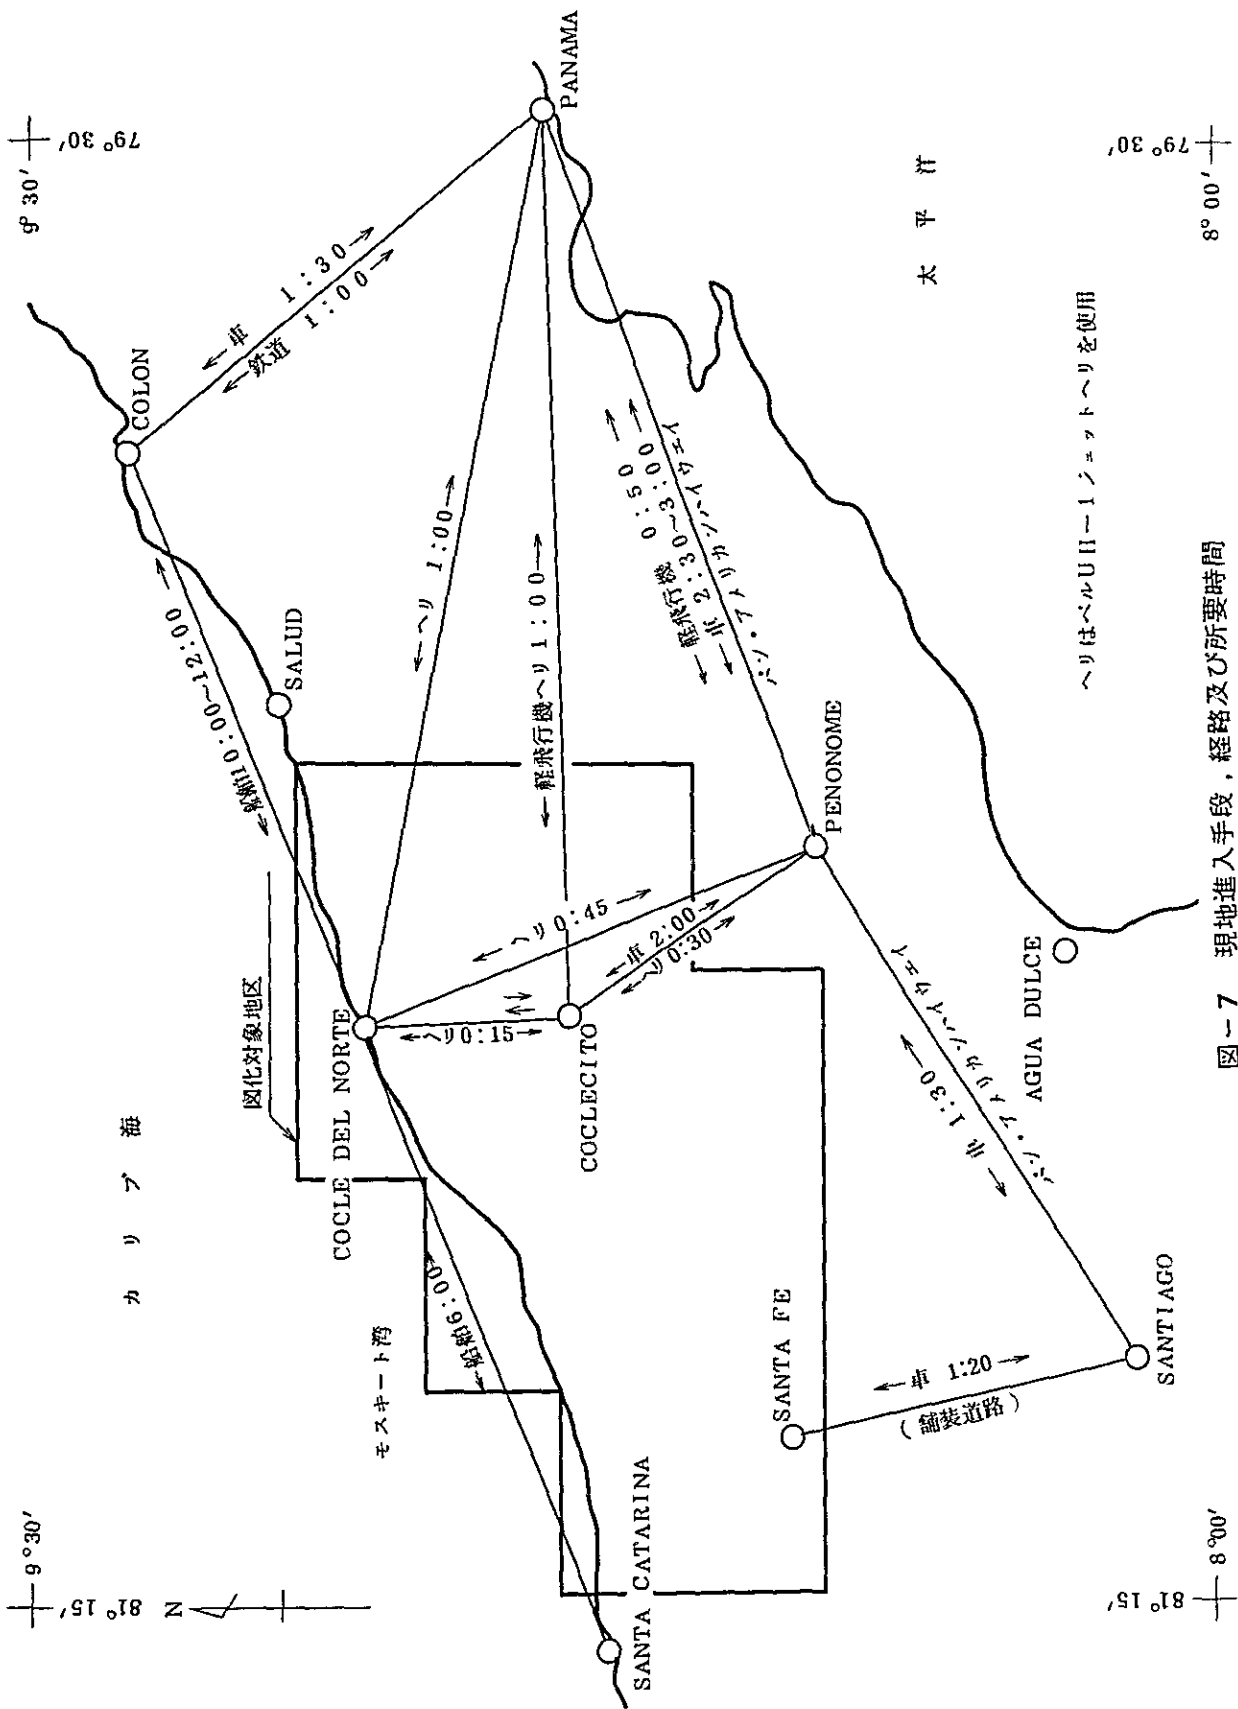 9°30′
81°15′
N
カ リ ブ 海
9°30′
79°30′
COLON
SALUD
図化対象地区
COCLE DEL NORTE
モスキート湾
SANTA CATARINA
COCLECITO
PANAMA
PENONOME
SANTA FE
SANTIAGO
AGUA DULCE
太 平 洋
車 1:30
鉄道 1:00
船舶10:00〜12:00
ヘリ 1:00
軽飛行機ヘリ 1:00
軽飛行機 0:50
車 2:30〜3:00
パン・アメリカンハイウェイ
ヘリ 0:45
車 2:00
ヘリ 0:30
ヘリ0:15
船舶6:00
車 1:30
パン・アメリカンハイウェイ
車 1:20
(舗装道路)
ヘリはベルUH-1ジェットヘリを使用
81°15′
8°00′
79°30′
8°00′
図-7 現地進入手段,経路及び所要時間